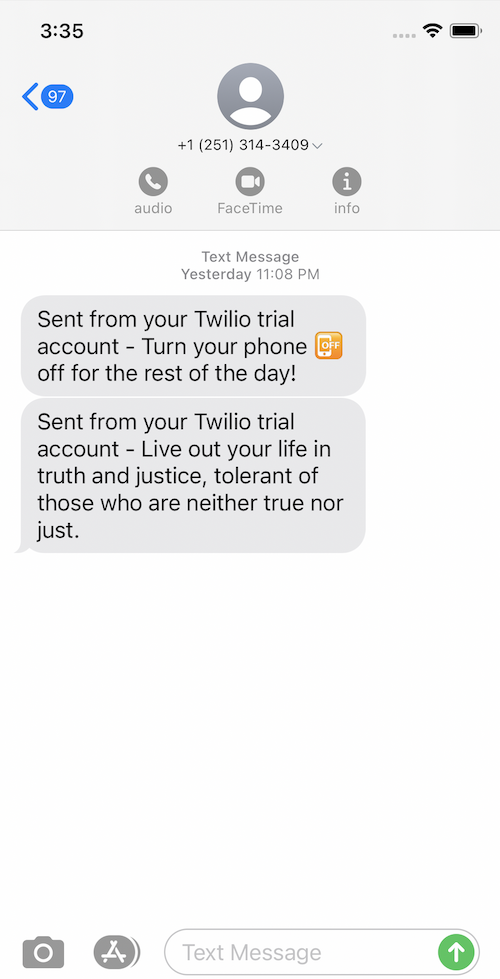 3:35
97
+1 (251) 314-3409
audio FaceTime info
Text Message
Yesterday 11:08 PM
Sent from your Twilio trial
account - Turn your phone 📴
off for the rest of the day!
Sent from your Twilio trial
account - Live out your life in
truth and justice, tolerant of
those who are neither true nor
just.
Text Message